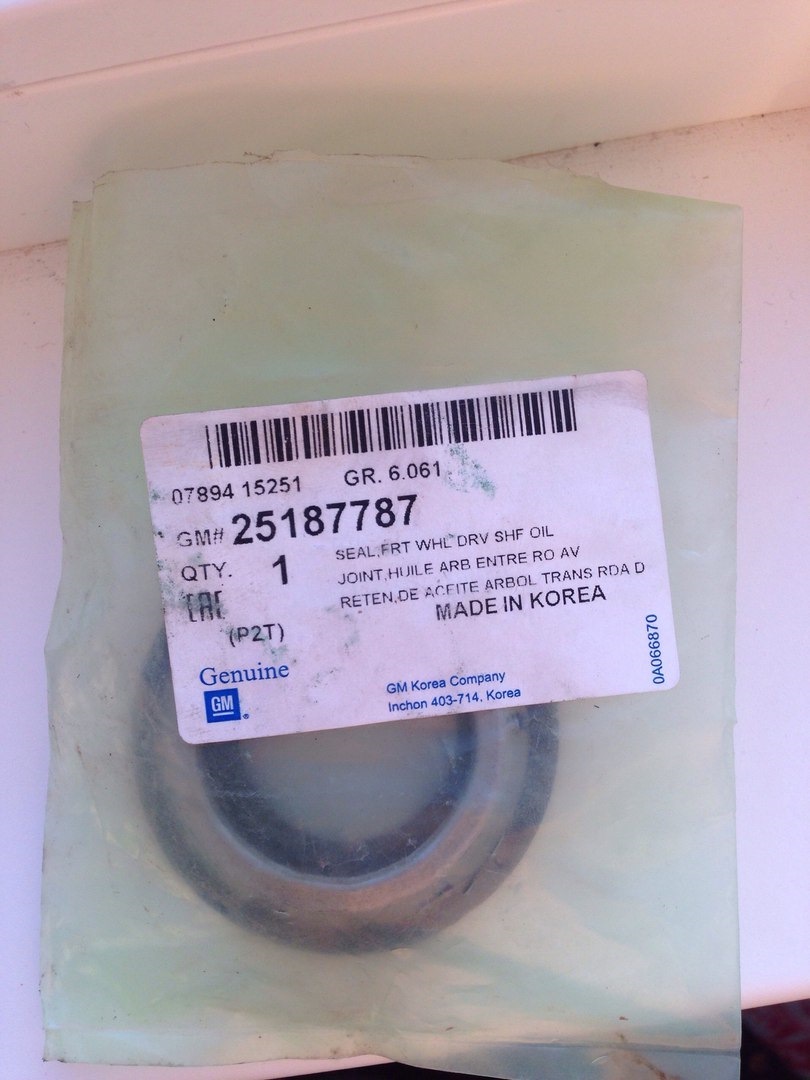 07894 15251 GR. 6.061
GM# 25187787
QTY. 1
SEAL,FRT WHL DRV SHF OIL
JOINT,HUILE ARB ENTRE RO AV
RETEN,DE ACEITE ARBOL TRANS RDA D
EAC
MADE IN KOREA
(P2T)
Genuine
GM
GM Korea Company
Inchon 403-714, Korea
0A066870